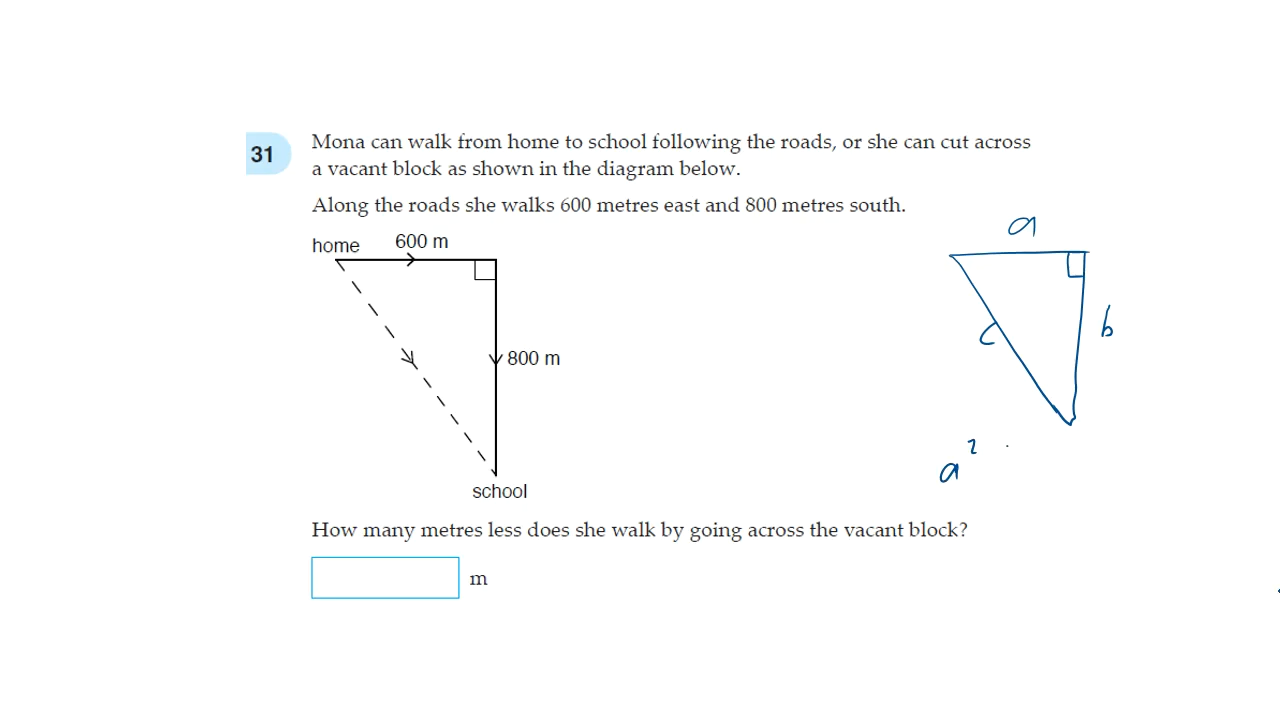 31
Mona can walk from home to school following the roads, or she can cut across
a vacant block as shown in the diagram below.
Along the roads she walks 600 metres east and 800 metres south.
home
600 m
800 m
school
a
b
c
a²
How many metres less does she walk by going across the vacant block?
m